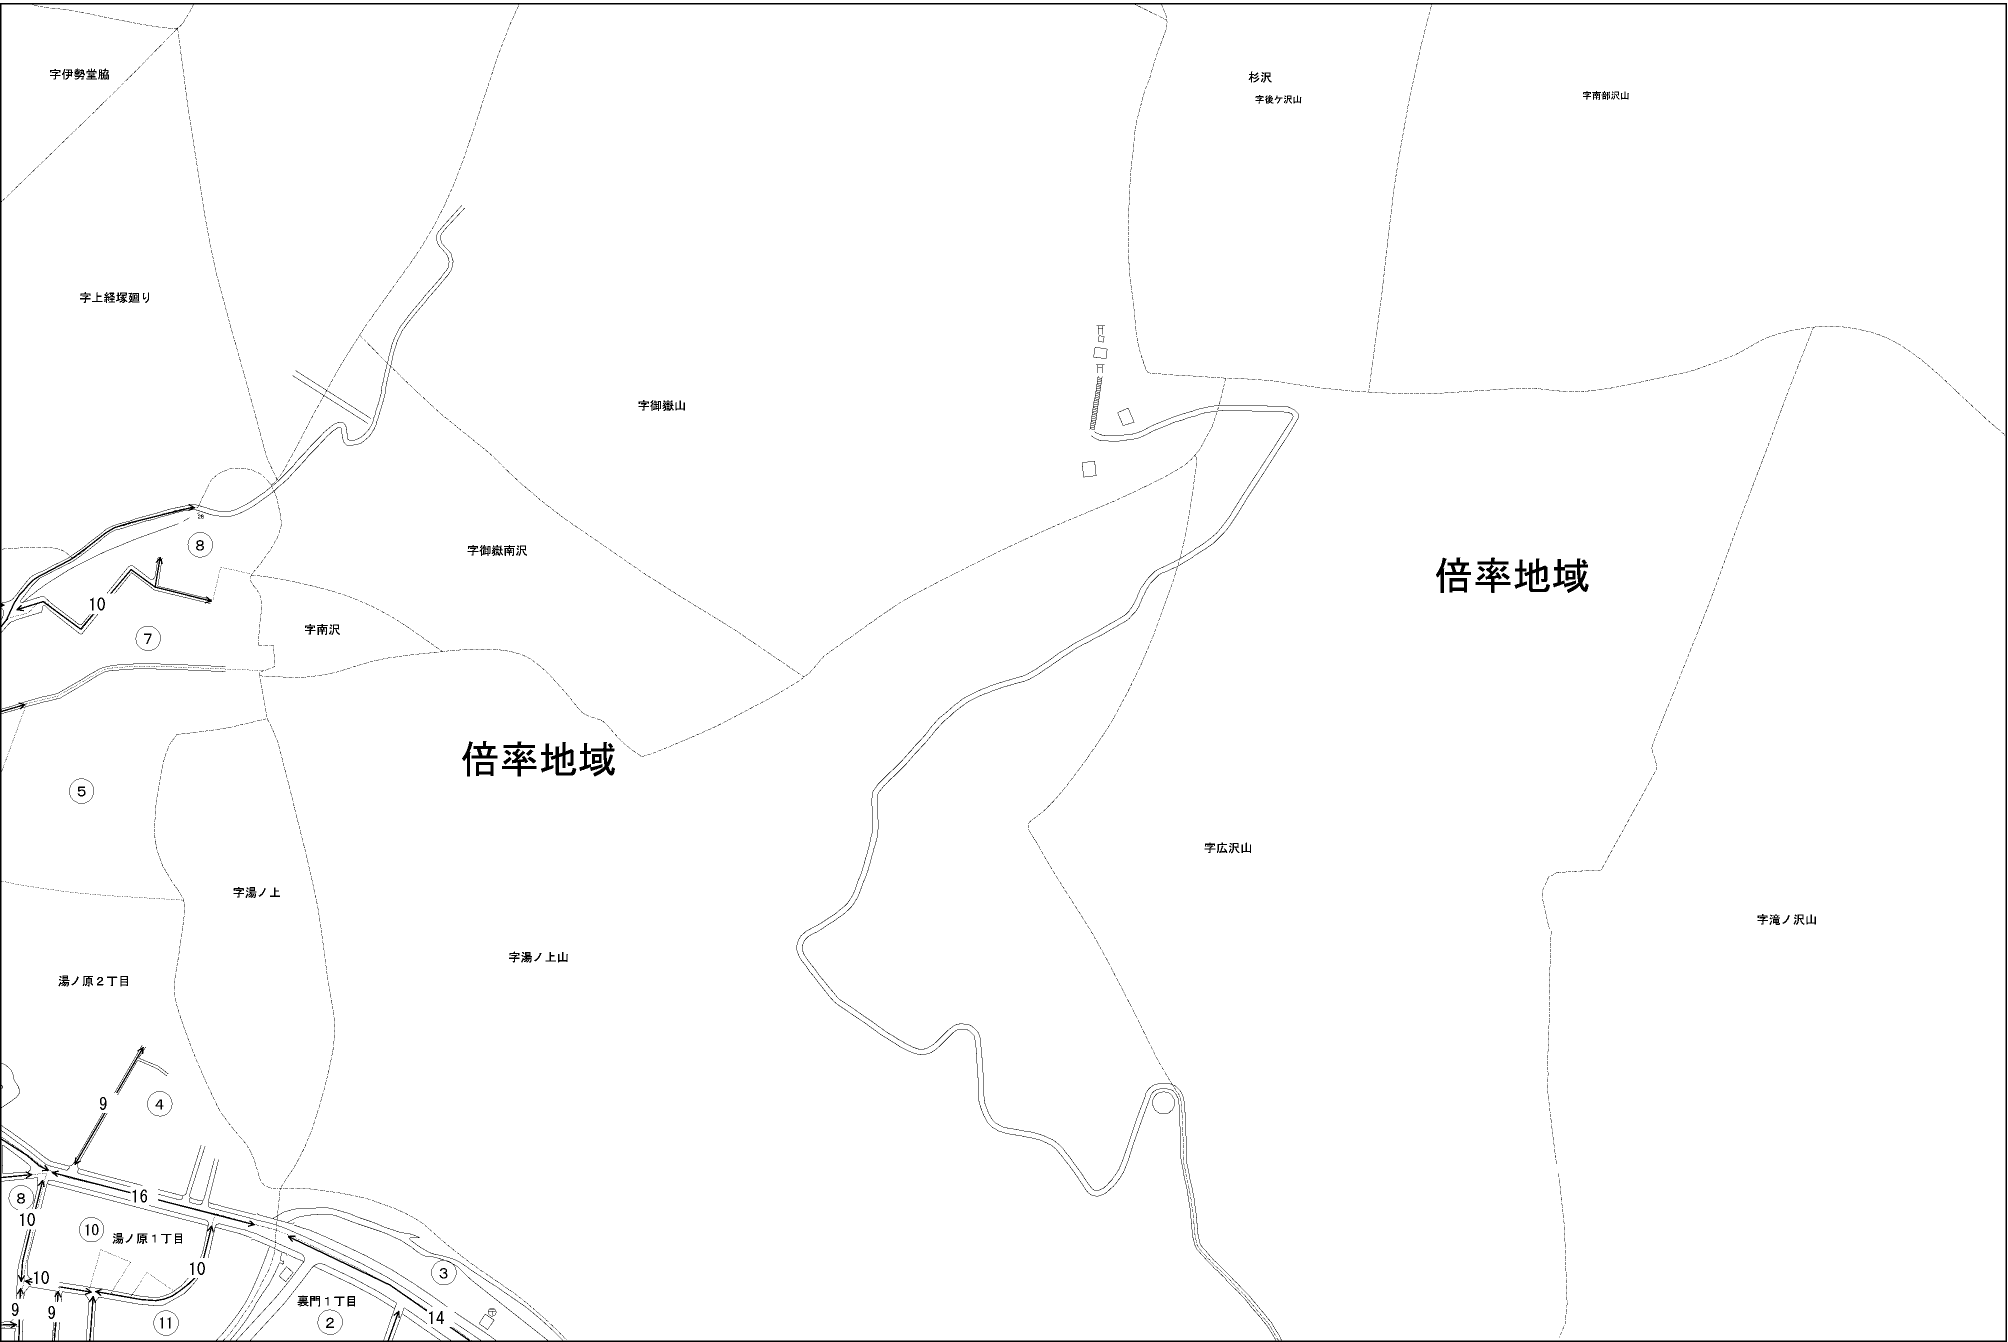 字伊勢堂脇
杉沢
字後ケ沢山
字南部沢山
字上経塚廻り
字御嶽山
28
8
字御嶽南沢
倍率地域
10
7
字南沢
倍率地域
5
字広沢山
字湯ノ上
字滝ノ沢山
字湯ノ上山
湯ノ原2丁目
9
4
16
8
10
10
湯ノ原1丁目
10
3
10
裏門1丁目
9
9
11
2
14